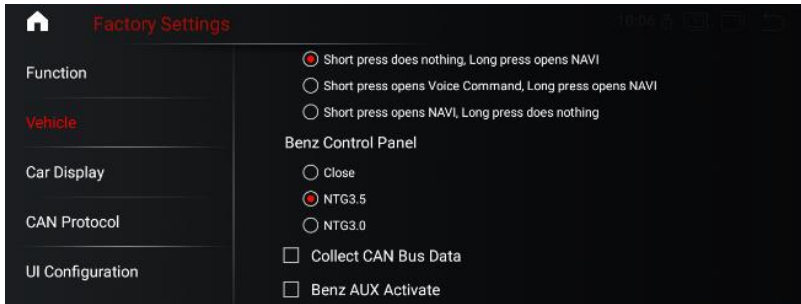 Factory Settings
18:06
Function
Vehicle
Car Display
CAN Protocol
UI Configuration
Short press does nothing, Long press opens NAVI
Short press opens Voice Command, Long press opens NAVI
Short press opens NAVI, Long press does nothing
Benz Control Panel
Close
NTG3.5
NTG3.0
Collect CAN Bus Data
Benz AUX Activate